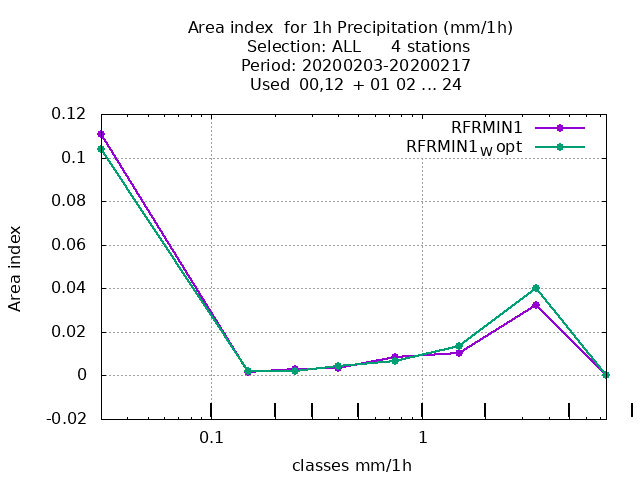 Area index  for 1h Precipitation (mm/1h)
Selection: ALL      4 stations
Period: 20200203-20200217
Used  00,12  + 01 02 ... 24
RFRMIN1
RFRMIN1W opt
0.12
0.1
0.08
0.06
0.04
0.02
0
-0.02
Area index
0.1
1
classes mm/1h